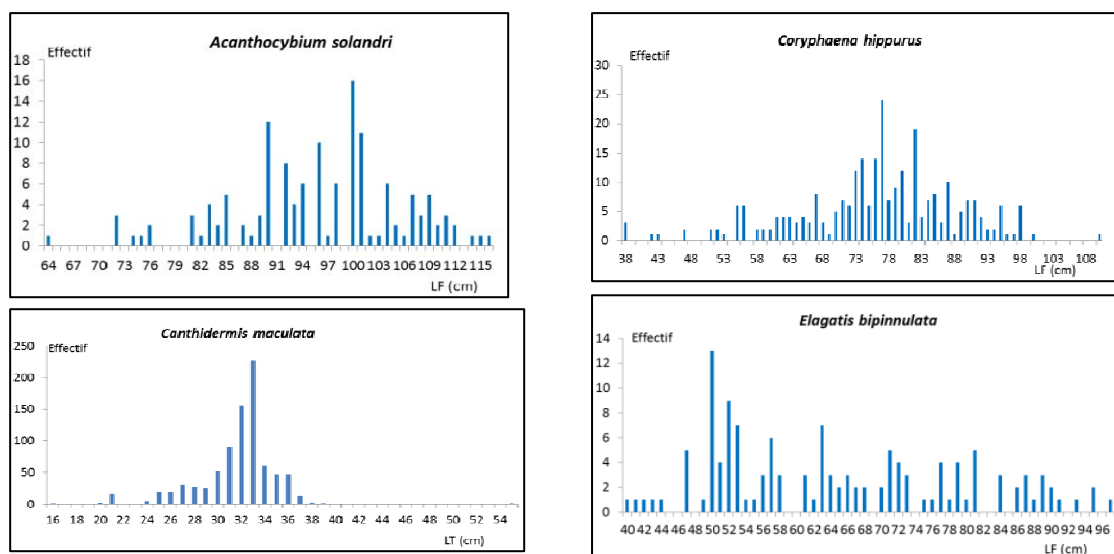 Acanthocybium solandri
Effectif
18
16
14
12
10
8
6
4
2
0
64 67 70 73 76 79 82 85 88 91 94 97 100 103 106 109 112 115
LF (cm)
Coryphaena hippurus
Effectif
30
25
20
15
10
5
0
38 43 48 53 58 63 68 73 78 83 88 93 98 103 108
LF (cm)
Canthidermis maculata
Effectif
250
200
150
100
50
0
16 18 20 22 24 26 28 30 32 34 36 38 40 42 44 46 48 50 52 54
LT (cm)
Elagatis bipinnulata
Effectif
14
12
10
8
6
4
2
0
40 42 44 46 48 50 52 54 56 58 60 62 64 66 68 70 72 74 76 78 80 82 84 86 88 90 92 94 96
LF (cm)